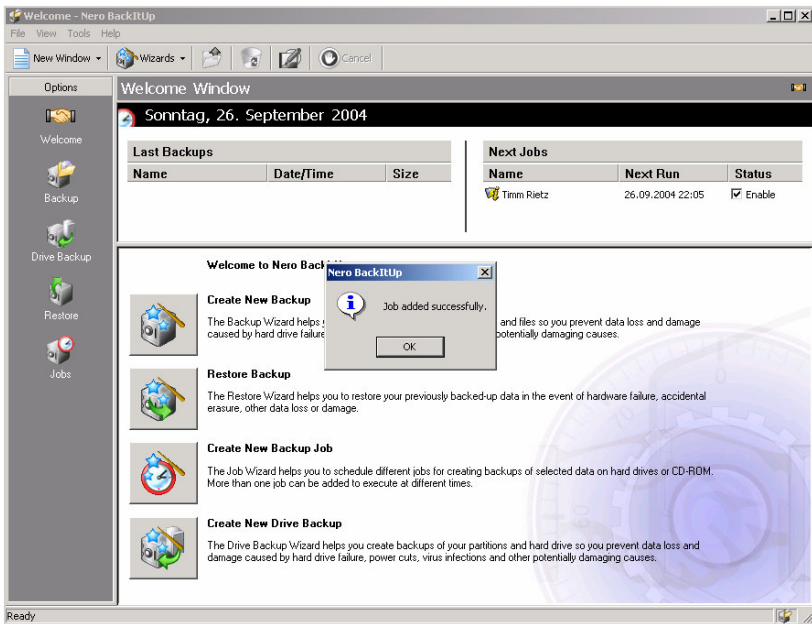 Welcome - Nero BackItUp
File View Tools Help
New Window Wizards Cancel
Options
Welcome
Backup
Drive Backup
Restore
Jobs
Welcome Window
Sonntag, 26. September 2004
Last Backups
Name Date/Time Size
Next Jobs
Name Next Run Status
Timm Rietz 26.09.2004 22:05 Enable
Welcome to Nero Back
Nero BackItUp
Job added successfully.
OK
Create New Backup
The Backup Wizard helps and files so you prevent data loss and damage
caused by hard drive failure potentially damaging causes.
Restore Backup
The Restore Wizard helps you to restore your previously backed-up data in the event of hardware failure, accidental
erasure, other data loss or damage.
Create New Backup Job
The Job Wizard helps you to schedule different jobs for creating backups of selected data on hard drives or CD-ROM.
More than one job can be added to execute at different times.
Create New Drive Backup
The Drive Backup Wizard helps you create backups of your partitions and hard drive so you prevent data loss and
damage caused by hard drive failure, power cuts, virus infections and other potentially damaging causes.
Ready